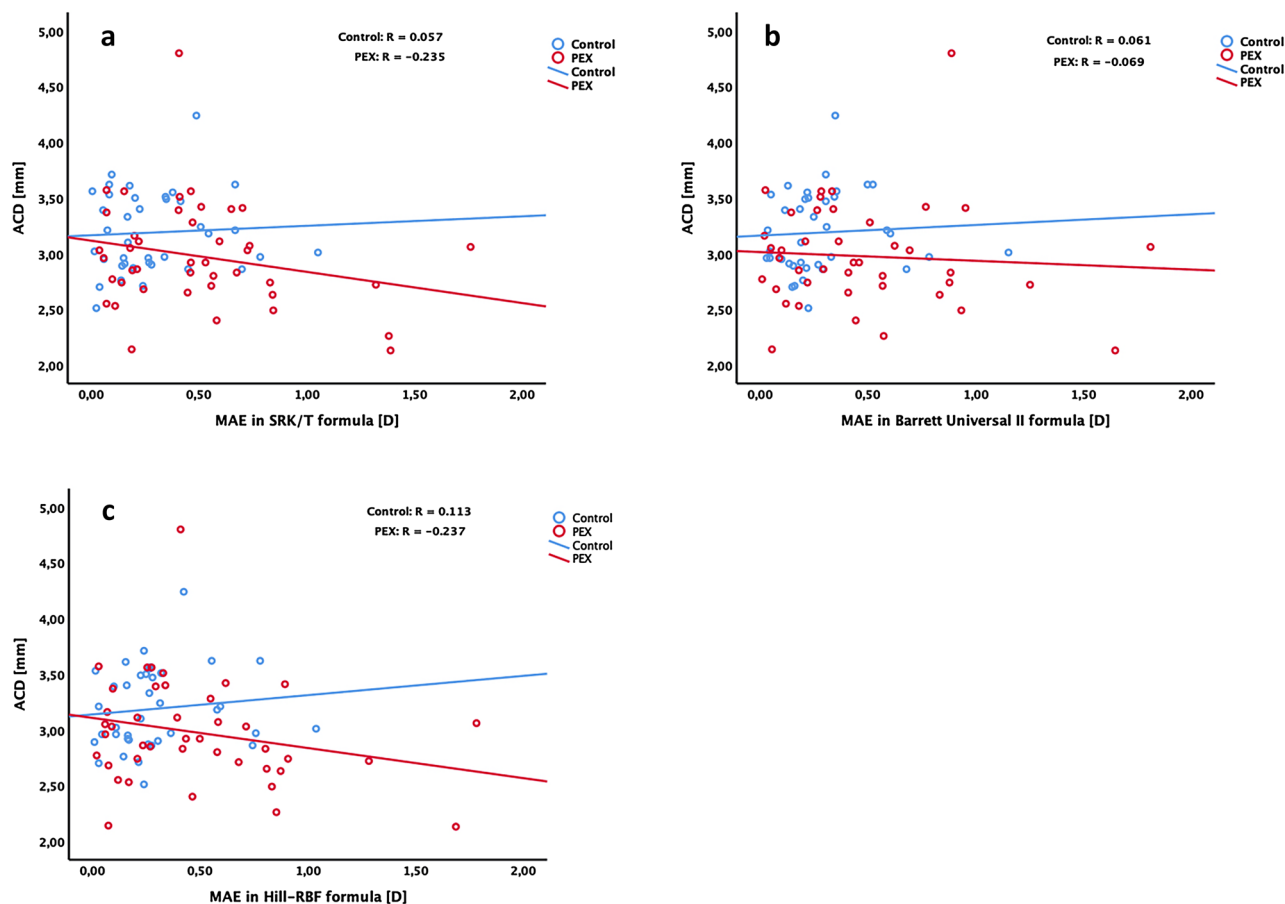 a
Control: R = 0.057
PEX: R = −0.235
Control
PEX
Control
PEX
5,00
4,50
4,00
3,50
3,00
2,50
2,00
ACD [mm]
0,00 0,50 1,00 1,50 2,00
MAE in SRK/T formula [D]
b
Control: R = 0.061
PEX: R = −0.069
Control
PEX
Control
PEX
5,00
4,50
4,00
3,50
3,00
2,50
2,00
ACD [mm]
0,00 0,50 1,00 1,50 2,00
MAE in Barrett Universal II formula [D]
c
Control: R = 0.113
PEX: R = −0.237
Control
PEX
Control
PEX
5,00
4,50
4,00
3,50
3,00
2,50
2,00
ACD [mm]
0,00 0,50 1,00 1,50 2,00
MAE in Hill−RBF formula [D]